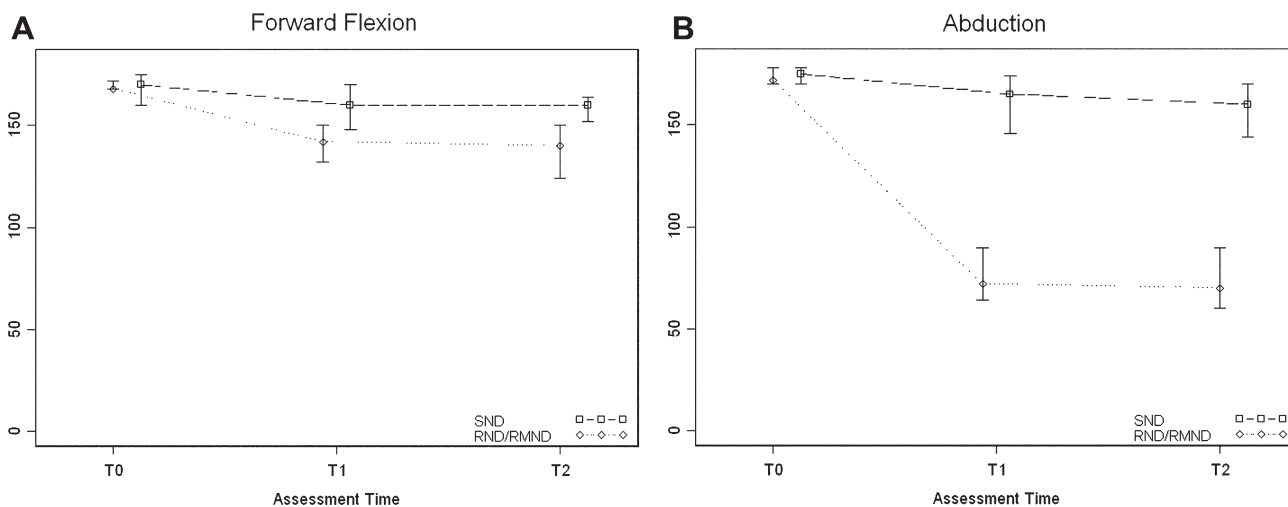 A
Forward Flexion
150
100
50
0
SND
RND/RMND
T0 T1 T2
Assessment Time
B
Abduction
150
100
50
0
SND
RND/RMND
T0 T1 T2
Assessment Time